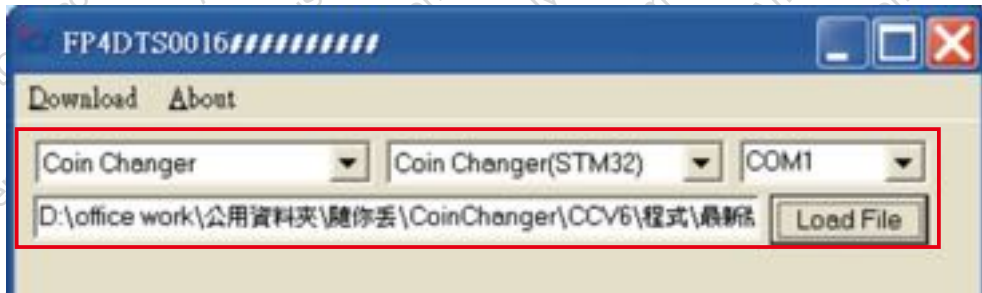 FP4DTS0016##########
Download About
Coin Changer Coin Changer(STM32) COM1
D:\office work\公用資料夾\隨你丟\CoinChanger\CCV6\程式\最新 Load File